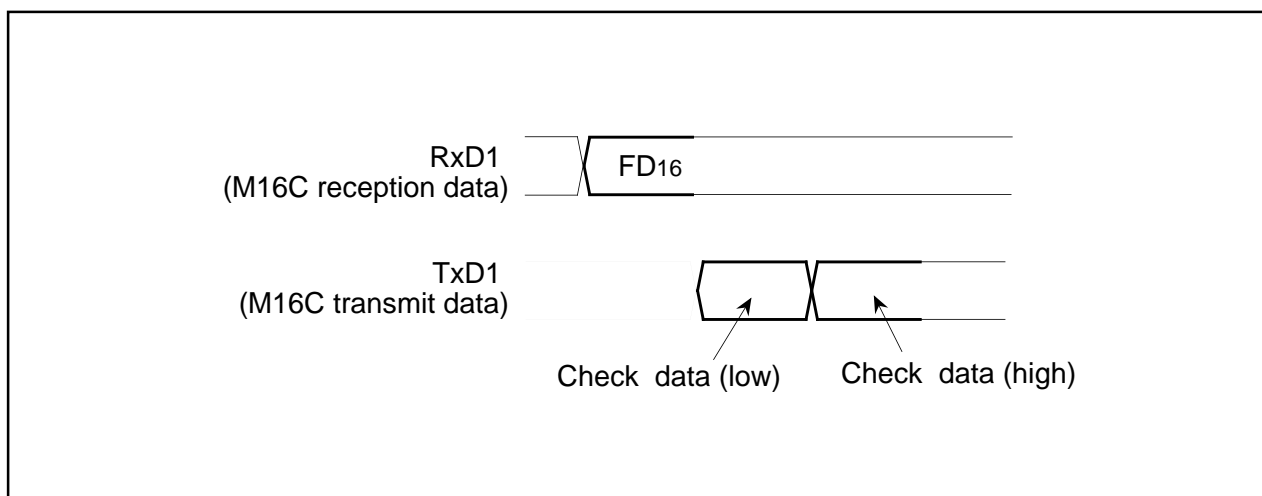 RxD1
(M16C reception data)
FD16
TxD1
(M16C transmit data)
Check data (low)
Check data (high)